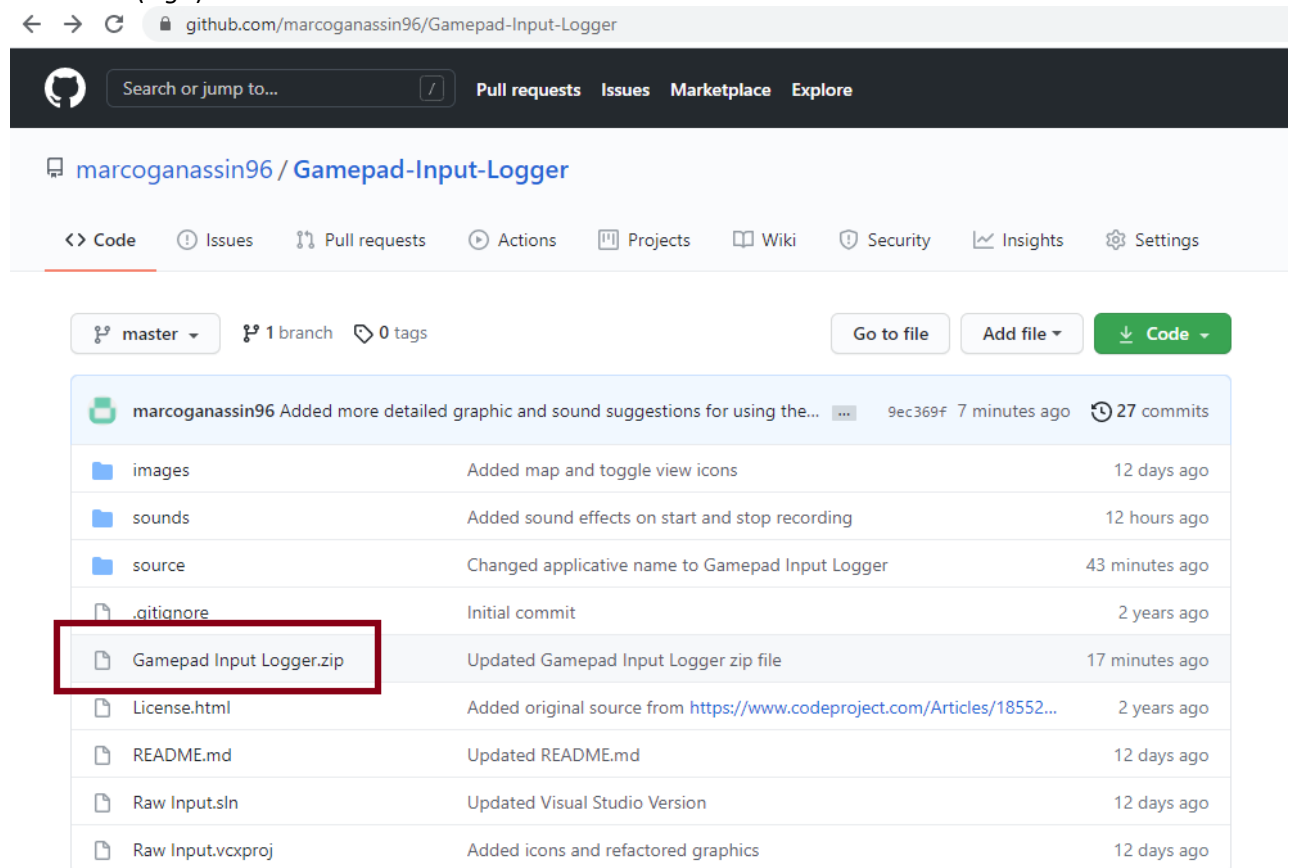 github.com/marcoganassin96/Gamepad-Input-Logger
Search or jump to... / Pull requests Issues Marketplace Explore
marcoganassin96 / Gamepad-Input-Logger
<> Code Issues Pull requests Actions Projects Wiki Security Insights Settings
master 1 branch 0 tags Go to file Add file Code
marcoganassin96 Added more detailed graphic and sound suggestions for using the... ... 9ec369f 7 minutes ago 27 commits
images Added map and toggle view icons 12 days ago
sounds Added sound effects on start and stop recording 12 hours ago
source Changed applicative name to Gamepad Input Logger 43 minutes ago
.gitignore Initial commit 2 years ago
Gamepad Input Logger.zip Updated Gamepad Input Logger zip file 17 minutes ago
License.html Added original source from https://www.codeproject.com/Articles/18552... 2 years ago
README.md Updated README.md 12 days ago
Raw Input.sln Updated Visual Studio Version 12 days ago
Raw Input.vcxproj Added icons and refactored graphics 12 days ago